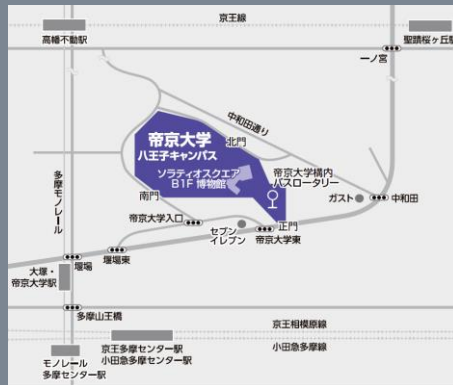 京王線
高幡不動駅
聖蹟桜ヶ丘駅
一ノ宮
中和田通り
帝京大学
八王子キャンパス
北門
ソラティオスクエア
B1F 博物館
帝京大学構内
バスロータリー
多摩モノレール
南門
ガスト
中和田
帝京大学入口
正門
セブン
イレブン
帝京大学東
堰場東
堰場
大塚・
帝京大学駅
多摩山王橋
京王相模原線
京王多摩センター駅
小田急多摩センター駅
小田急多摩線
モノレール
多摩センター駅